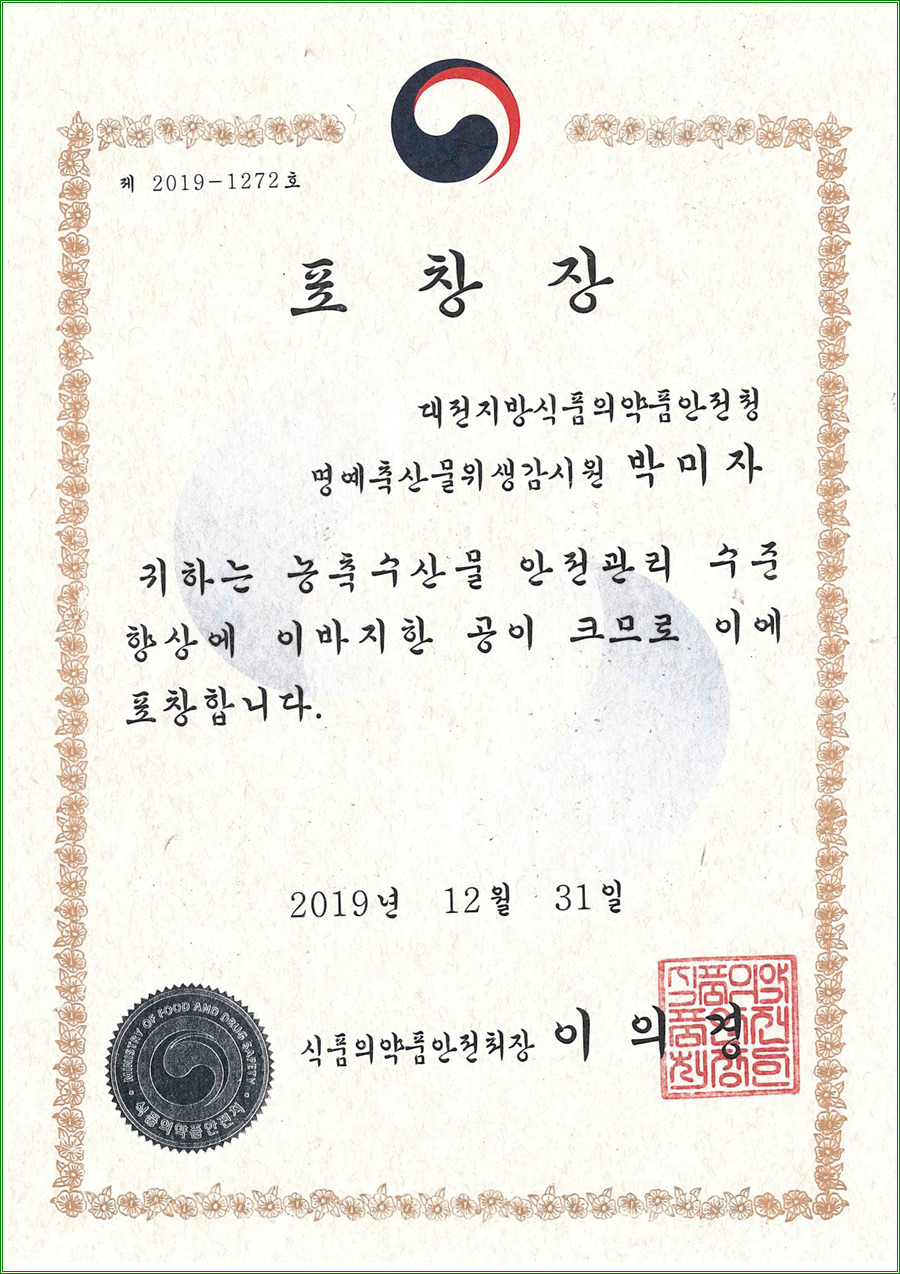 제 2019-1272호
표 창 장
대전지방식품의약품안전청
명예축산물위생감시원 박 미 자
귀하는 농축수산물 안전관리 수준
향상에 이바지한 공이 크므로 이에
표창합니다.
2019년 12월 31일
식품의약품안전처장 이 의 경
MINISTRY OF FOOD AND DRUG SAFETY
식품의약품안전처